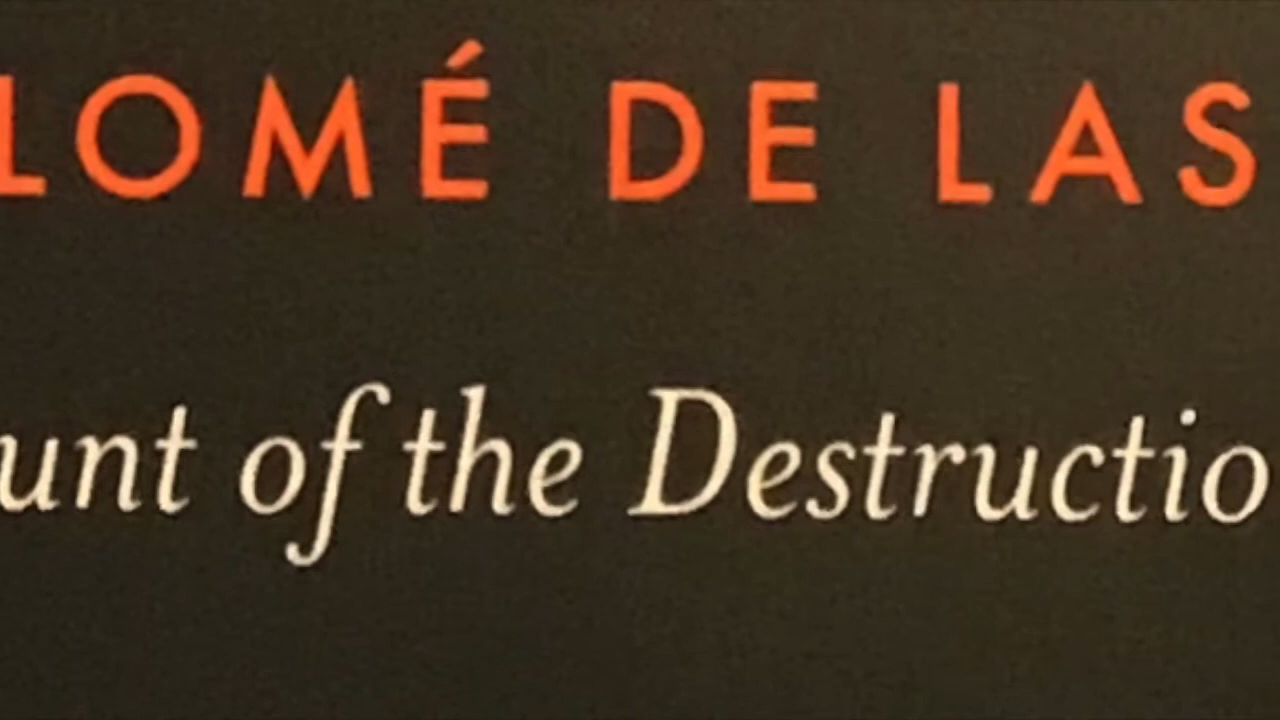 LOMÉ DE LAS
unt of the Destructio